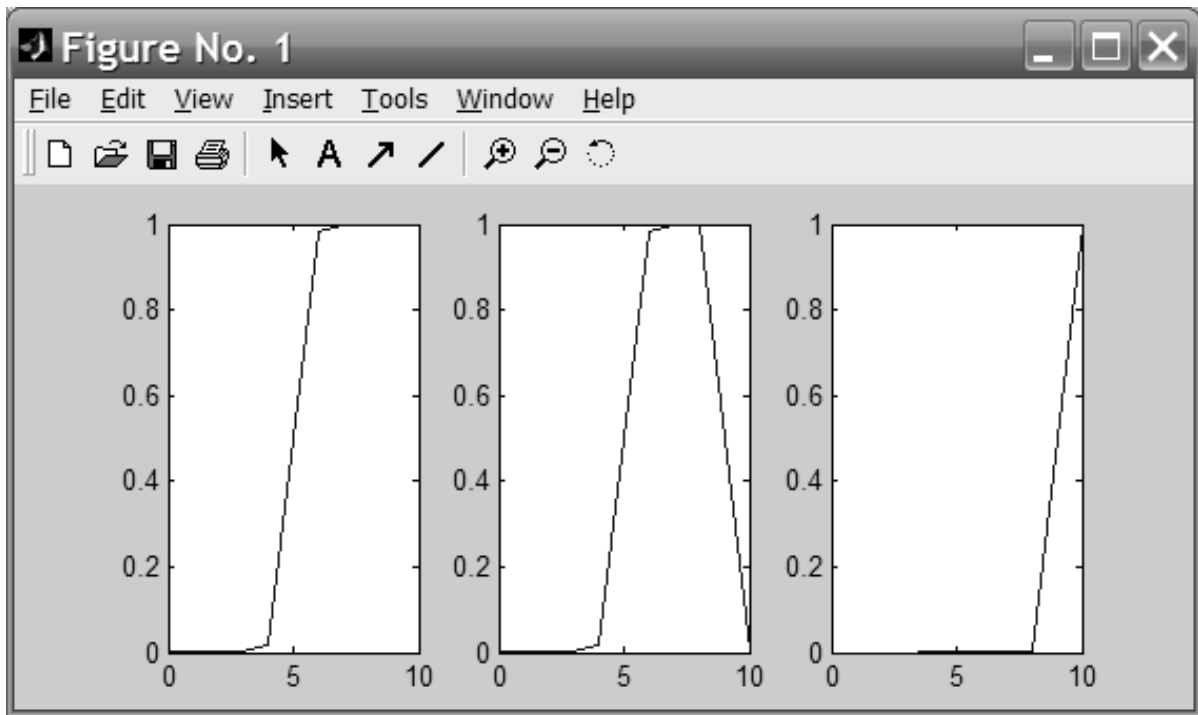 Figure No. 1
File Edit View Insert Tools Window Help
A
1 1 1
0.8 0.8 0.8
0.6 0.6 0.6
0.4 0.4 0.4
0.2 0.2 0.2
0 0 0
0 5 10 0 5 10 0 5 10